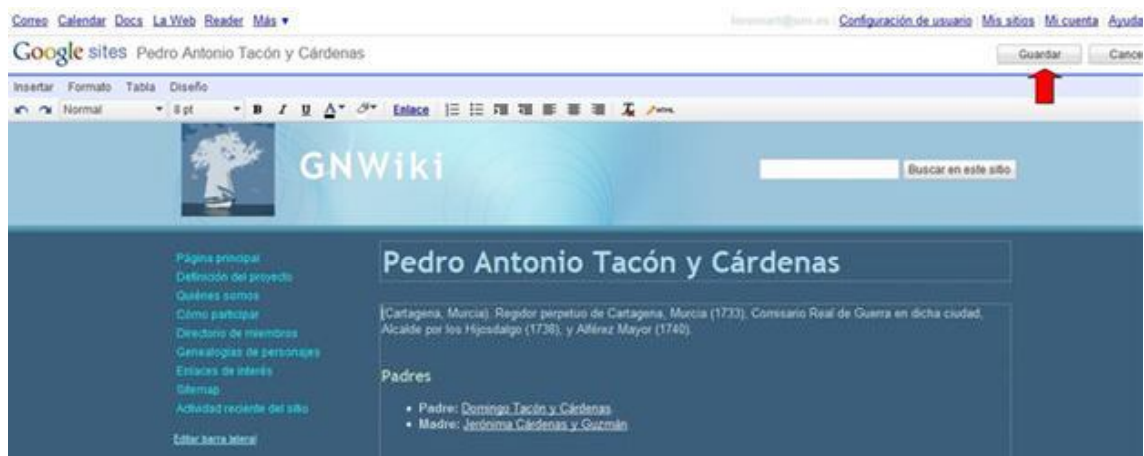 Correo Calendar Docs La Web Reader Más ▼
Configuración de usuario Mis sitios Mi cuenta Ayuda
Google sites Pedro Antonio Tacón y Cárdenas
Guardar Cance
Insertar Formato Tabla Diseño
Normal 8 pt B I U A Enlace HTML
GNWiki
Buscar en este sitio
Página principal
Definición del proyecto
Quiénes somos
Cómo participar
Directorio de miembros
Genealogías de personajes
Enlaces de interés
Sitemap
Actividad reciente del sitio
Editar barra lateral
Pedro Antonio Tacón y Cárdenas
(Cartagena, Murcia). Regidor perpetuo de Cartagena, Murcia (1733), Comisario Real de Guerra en dicha ciudad,
Alcalde por los Hijosdalgo (1738), y Alférez Mayor (1740).
Padres
• Padre: Domingo Tacón y Cárdenas
• Madre: Jerónima Cárdenas y Guzmán